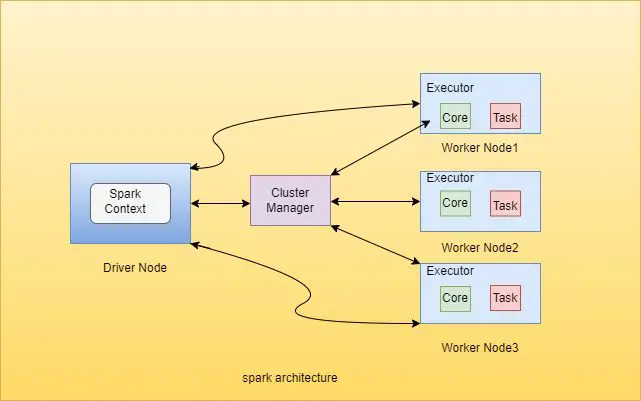 Executor
Core
Task
Worker Node1
Spark
Context
Driver Node
Cluster
Manager
Executor
Core
Task
Worker Node2
Executor
Core
Task
Worker Node3
spark architecture